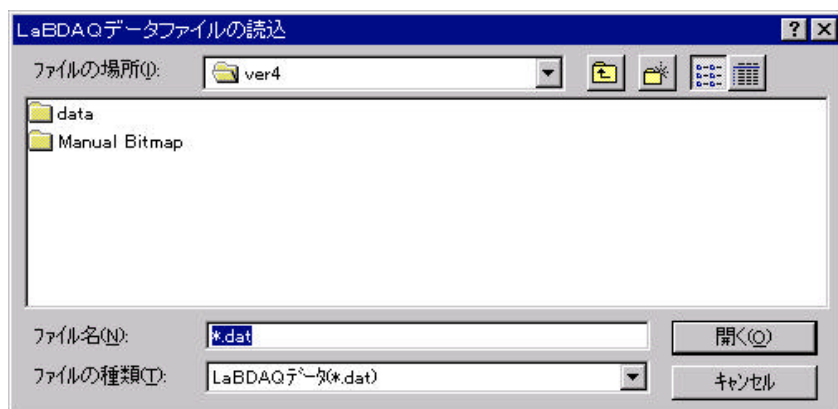 LaBDAQデータファイルの読込
ファイルの場所(I): ver4
data
Manual Bitmap
ファイル名(N): *.dat 開く(O)
ファイルの種類(T): LaBDAQデータ(*.dat) キャンセル